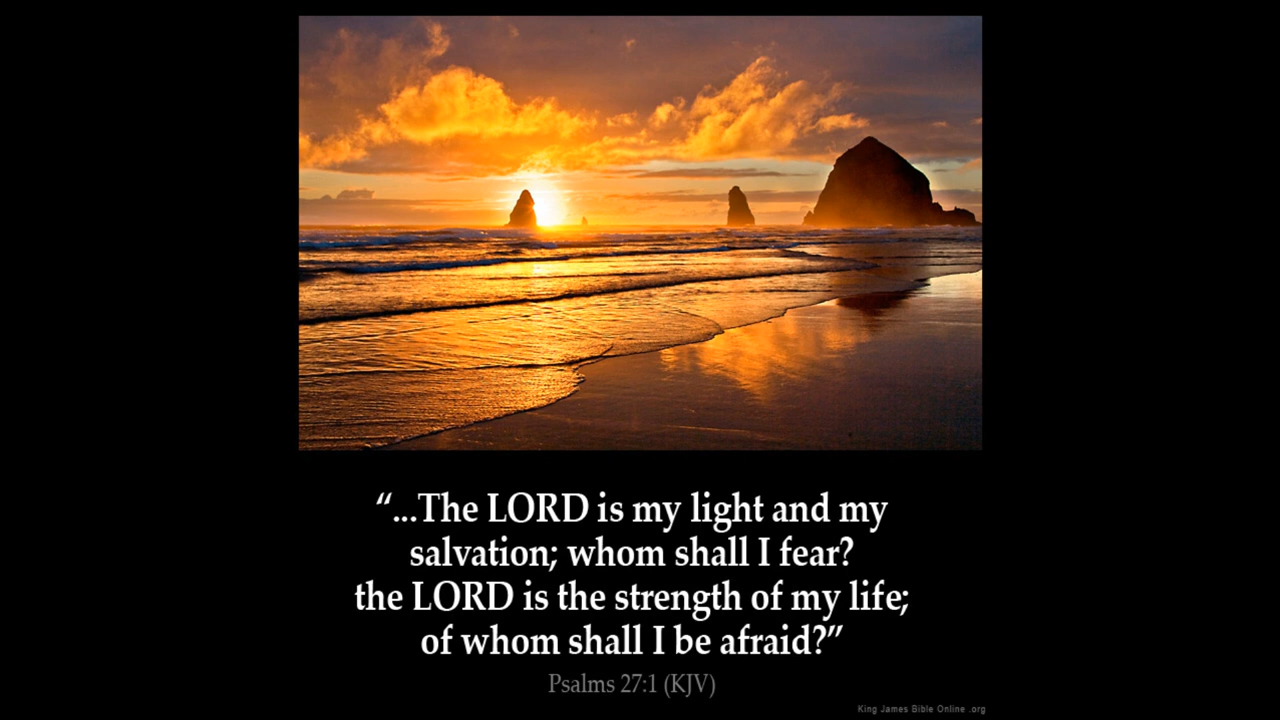 “...The LORD is my light and my
salvation; whom shall I fear?
the LORD is the strength of my life;
of whom shall I be afraid?”
Psalms 27:1 (KJV)
King James Bible Online .org